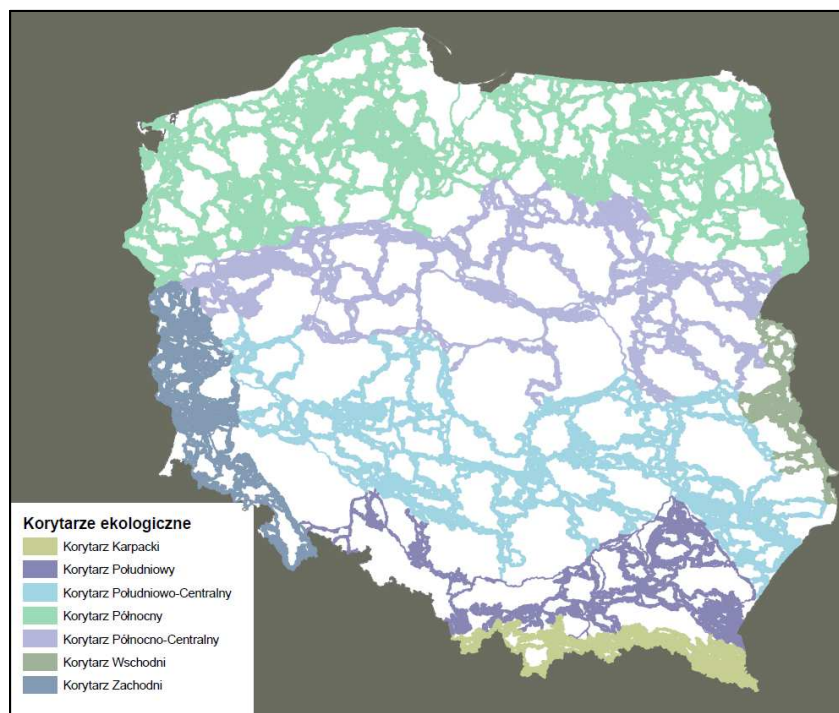 Korytarze ekologiczne
Korytarz Karpacki
Korytarz Południowy
Korytarz Południowo-Centralny
Korytarz Północny
Korytarz Północno-Centralny
Korytarz Wschodni
Korytarz Zachodni